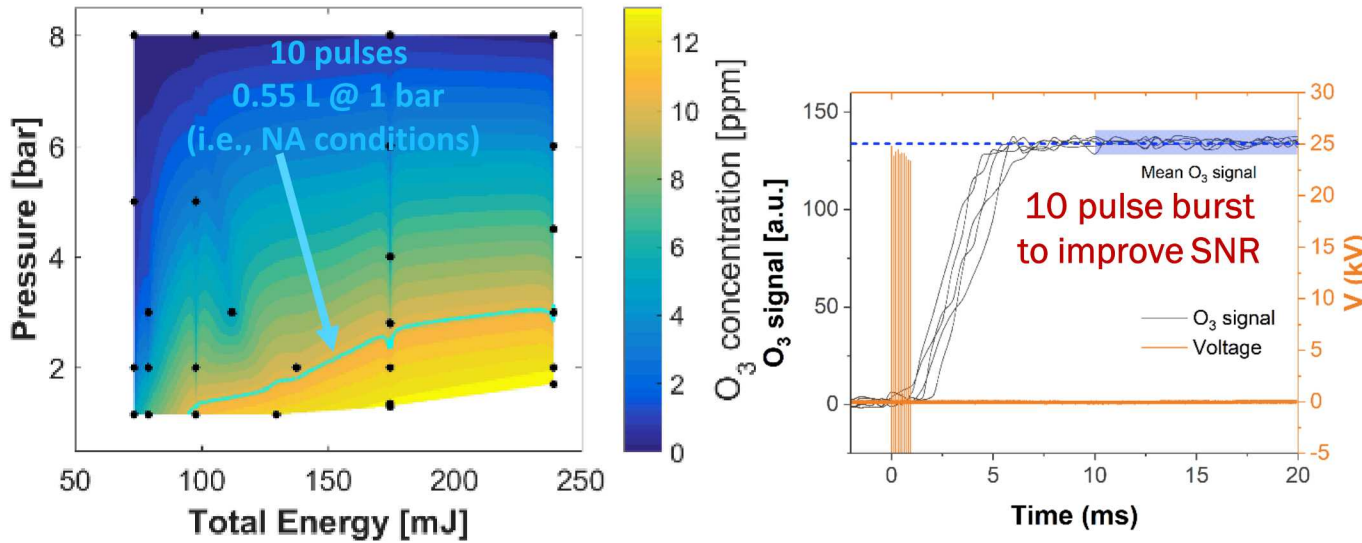 10 pulses
0.55 L @ 1 bar
(i.e., NA conditions)
Pressure [bar]
8
6
4
2
50
100
150
200
250
Total Energy [mJ]
12
10
8
6
4
2
0
O₃ concentration [ppm]
150
100
50
0
O₃ signal [a.u.]
Mean O₃ signal
10 pulse burst
to improve SNR
O₃ signal
Voltage
30
25
20
15
10
5
0
-5
V (kV)
0
5
10
15
20
Time (ms)